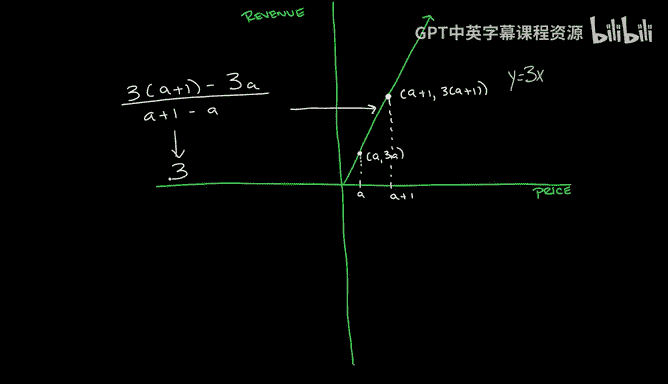 REVENUE
GPT中英字幕课程资源 bilibili
3(a+1) - 3a
a+1 - a
.3
(a+1, 3(a+1))
y=3x
(a, 3a)
a
a+1
PRICE